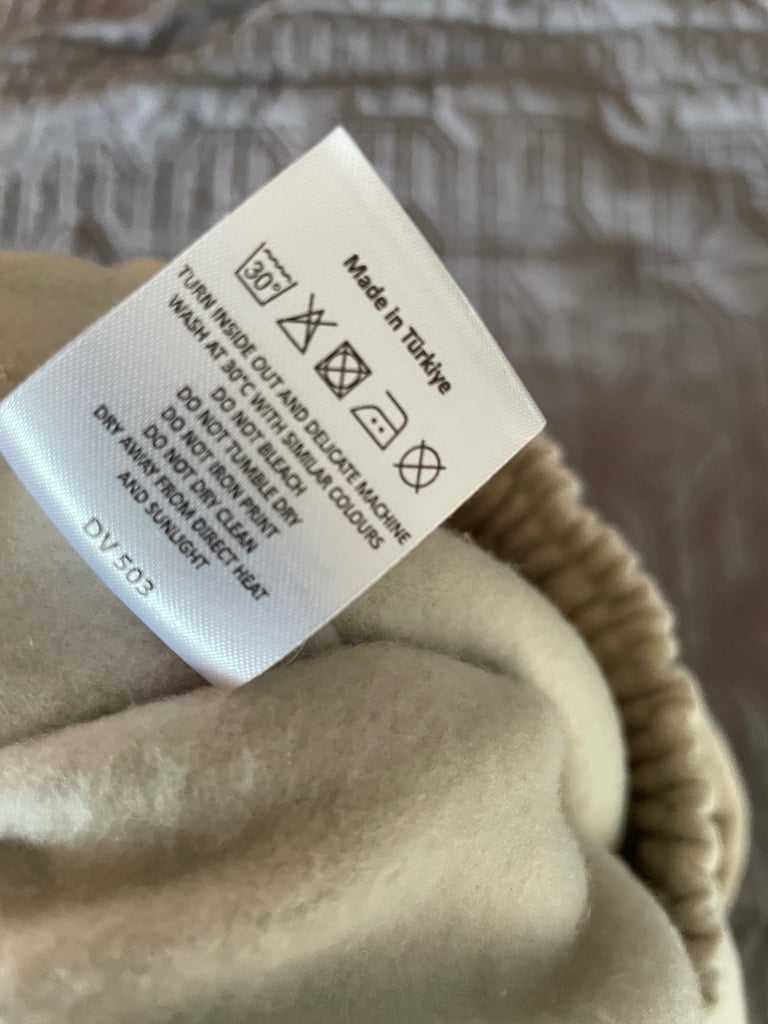 Made in Türkiye
30°
TURN INSIDE OUT AND DELICATE MACHINE
WASH AT 30°C WITH SIMILAR COLOURS
DO NOT BLEACH
DO NOT TUMBLE DRY
DO NOT IRON PRINT
DO NOT DRY CLEAN
DRY AWAY FROM DIRECT HEAT
AND SUNLIGHT
DV 503